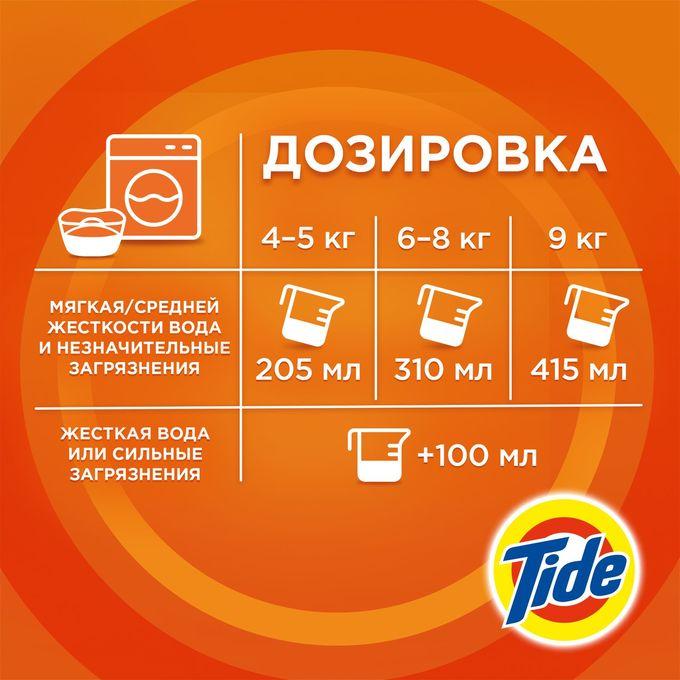 ДОЗИРОВКА
4–5 кг
6–8 кг
9 кг
МЯГКАЯ/СРЕДНЕЙ
ЖЕСТКОСТИ ВОДА
И НЕЗНАЧИТЕЛЬНЫЕ
ЗАГРЯЗНЕНИЯ
205 мл
310 мл
415 мл
ЖЕСТКАЯ ВОДА
ИЛИ СИЛЬНЫЕ
ЗАГРЯЗНЕНИЯ
+100 мл
Tide